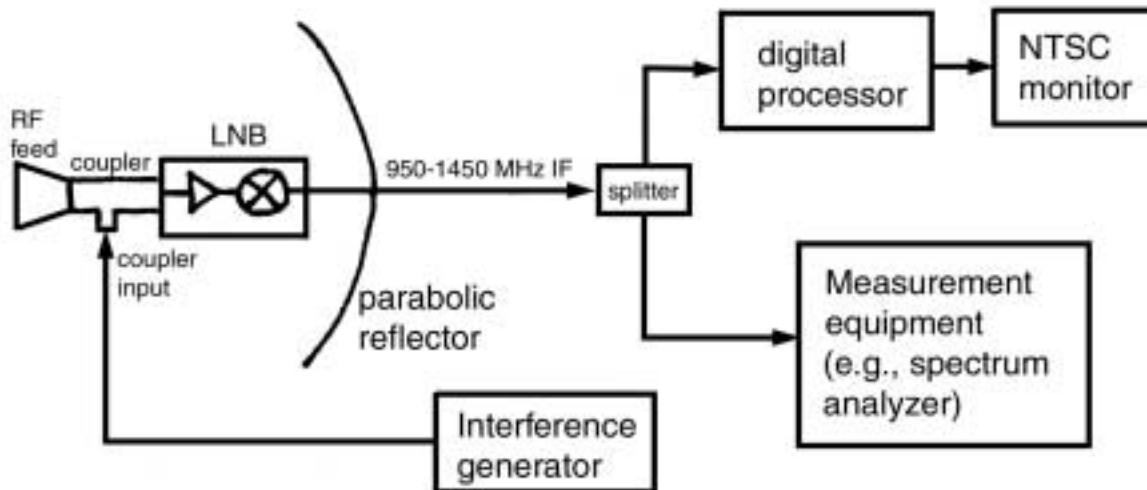 RF
feed
coupler
LNB
coupler
input
950-1450 MHz IF
parabolic
reflector
splitter
digital
processor
NTSC
monitor
Measurement
equipment
(e.g., spectrum
analyzer)
Interference
generator